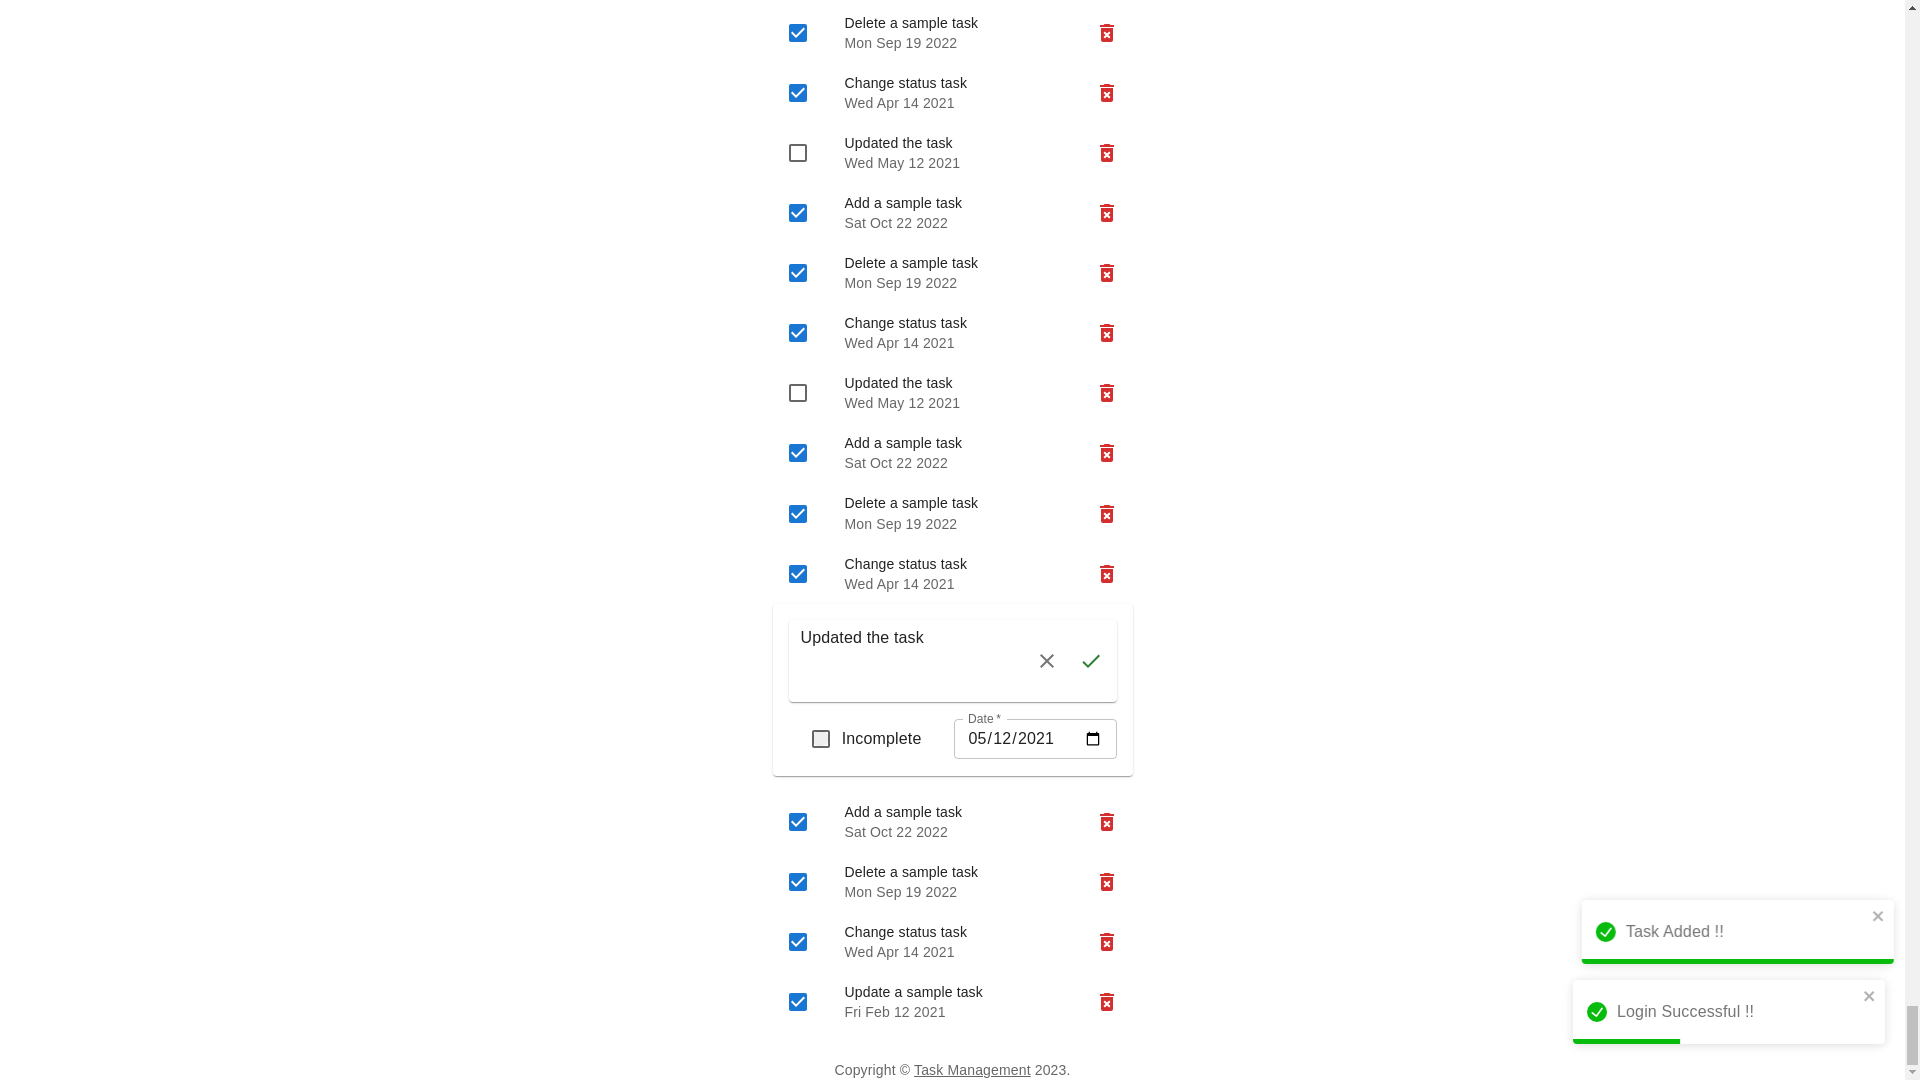 Delete a sample task
Mon Sep 19 2022
Change status task
Wed Apr 14 2021
Updated the task
Wed May 12 2021
Add a sample task
Sat Oct 22 2022
Delete a sample task
Mon Sep 19 2022
Change status task
Wed Apr 14 2021
Updated the task
Wed May 12 2021
Add a sample task
Sat Oct 22 2022
Delete a sample task
Mon Sep 19 2022
Change status task
Wed Apr 14 2021
Updated the task
Date *
Incomplete 05/12/2021
Add a sample task
Sat Oct 22 2022
Delete a sample task
Mon Sep 19 2022
Change status task
Wed Apr 14 2021
Update a sample task
Fri Feb 12 2021
Task Added !!
Login Successful !!
Copyright © Task Management 2023.